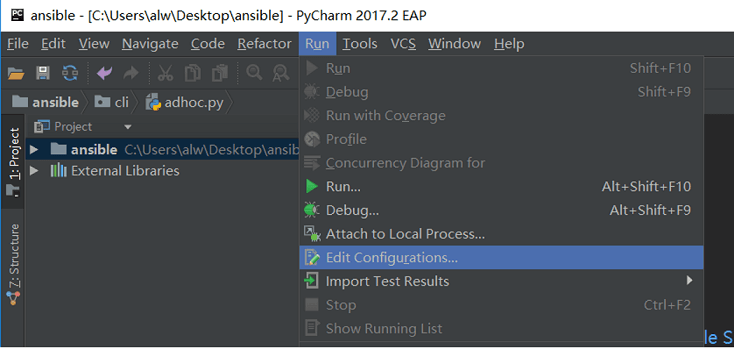 PC ansible - [C:\Users\alw\Desktop\ansible] - PyCharm 2017.2 EAP
File Edit View Navigate Code Refactor Run Tools VCS Window Help
ansible cli adhoc.py
Project
ansible C:\Users\alw\Desktop\ansib
External Libraries
1: Project
Z: Structure
Run Shift+F10
Debug Shift+F9
Run with Coverage
Profile
Concurrency Diagram for
Run... Alt+Shift+F10
Debug... Alt+Shift+F9
Attach to Local Process...
Edit Configurations...
Import Test Results
Stop Ctrl+F2
Show Running List
le S